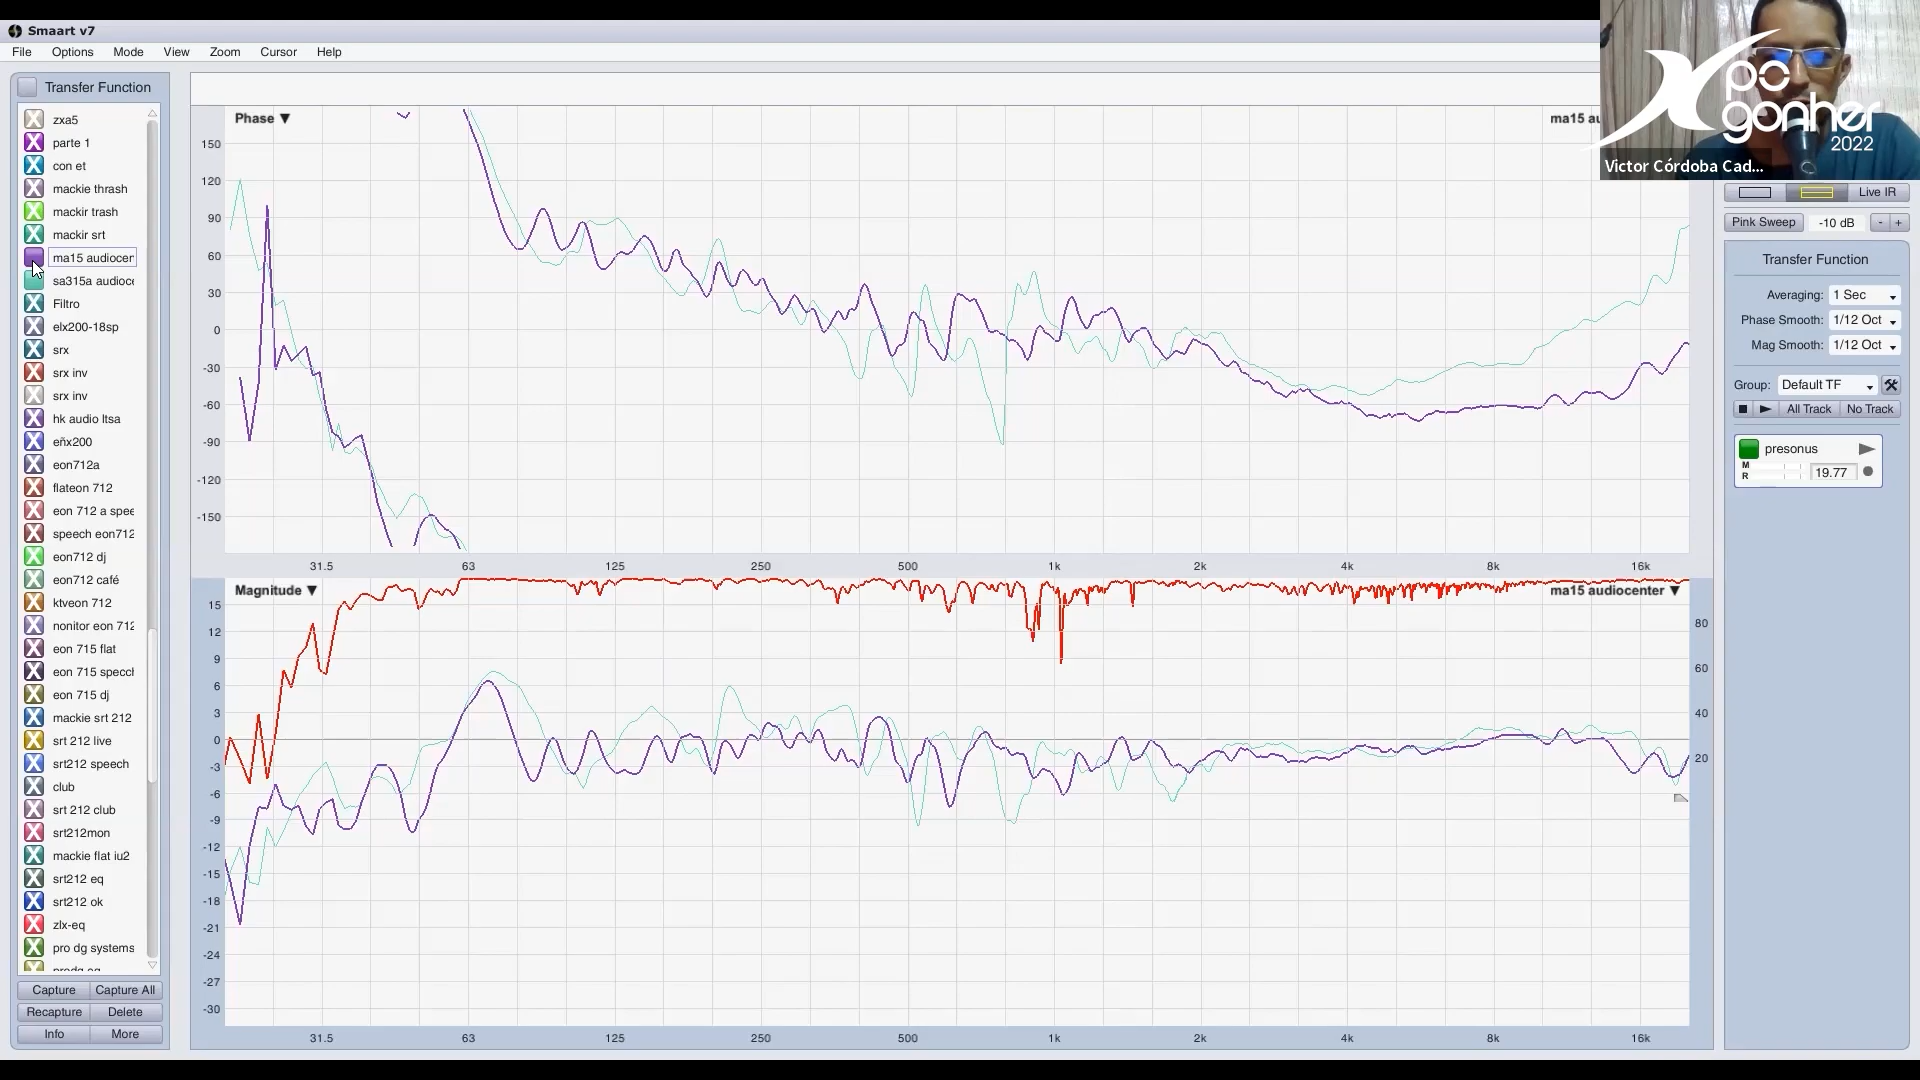 Smaart v7
File Options Mode View Zoom Cursor Help
Transfer Function
zxa5
parte 1
con et
mackie thrash
mackir trash
mackir srt
ma15 audiocer
sa315a audioce
Filtro
elx200-18sp
srx
srx inv
srx inv
hk audio ltsa
eñx200
eon712a
flateon 712
eon 712 a spee
speech eon712
eon712 dj
eon712 café
ktveon 712
nonitor eon 712
eon 715 flat
eon 715 specch
eon 715 dj
mackie srt 212
srt 212 live
srt212 speech
club
srt 212 club
srt212mon
mackie flat iu2
srt212 eq
srt212 ok
zlx-eq
pro dg systems
prodg eq
Capture Capture All
Recapture Delete
Info More
Phase ▼
ma15 au
150
120
90
60
30
0
-30
-60
-90
-120
-150
31.5 63 125 250 500 1k 2k 4k 8k 16k
Magnitude ▼
ma15 audiocenter ▼
15
12
9
6
3
0
-3
-6
-9
-12
-15
-18
-21
-24
-27
-30
80
60
40
20
31.5 63 125 250 500 1k 2k 4k 8k 16k
xpo
gonher
2022
Victor Córdoba Cad...
Live IR
Pink Sweep -10 dB - +
Transfer Function
Averaging: 1 Sec
Phase Smooth: 1/12 Oct
Mag Smooth: 1/12 Oct
Group: Default TF
All Track No Track
presonus
M
R
19.77